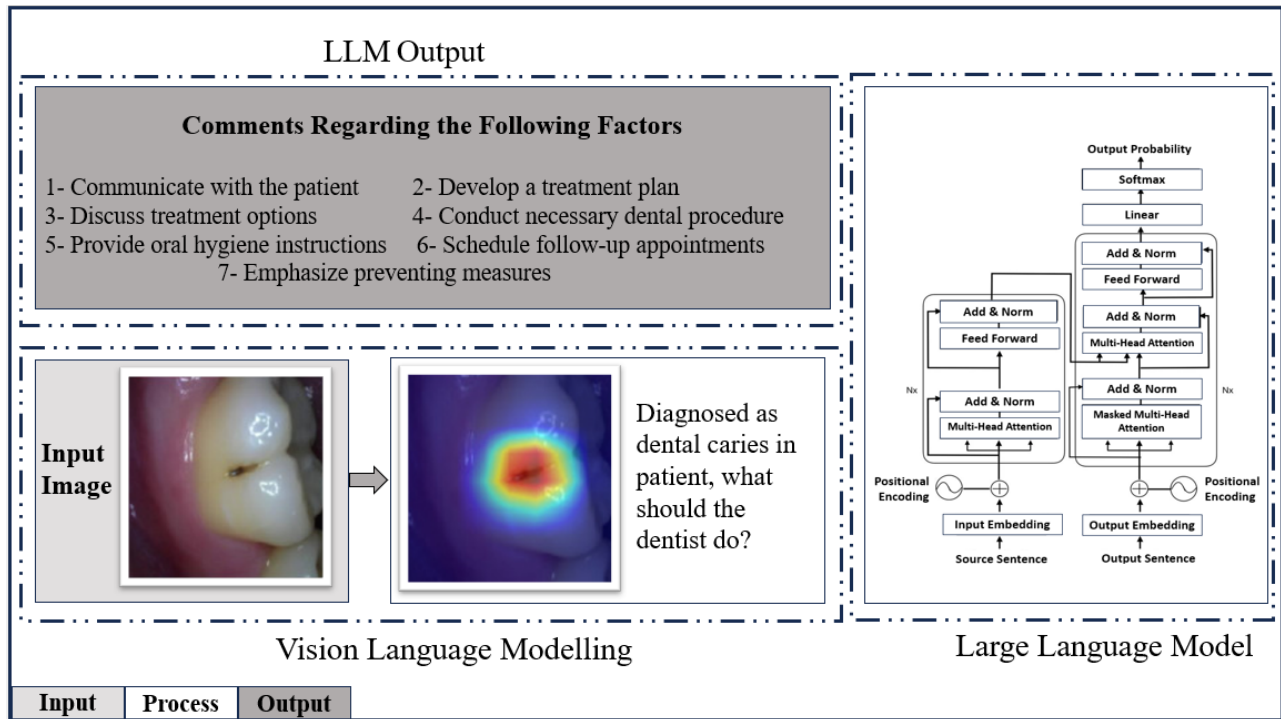 LLM Output
Comments Regarding the Following Factors
1- Communicate with the patient 2- Develop a treatment plan
3- Discuss treatment options 4- Conduct necessary dental procedure
5- Provide oral hygiene instructions 6- Schedule follow-up appointments
7- Emphasize preventing measures
Input
Image
Diagnosed as
dental caries in
patient, what
should the
dentist do?
Vision Language Modelling
Output Probability
Softmax
Linear
Add & Norm
Feed Forward
Add & Norm
Multi-Head Attention
Add & Norm
Masked Multi-Head
Attention
Nx
Positional
Encoding
Output Embedding
Output Sentence
Add & Norm
Feed Forward
Add & Norm
Multi-Head Attention
Nx
Positional
Encoding
Input Embedding
Source Sentence
Large Language Model
Input Process Output